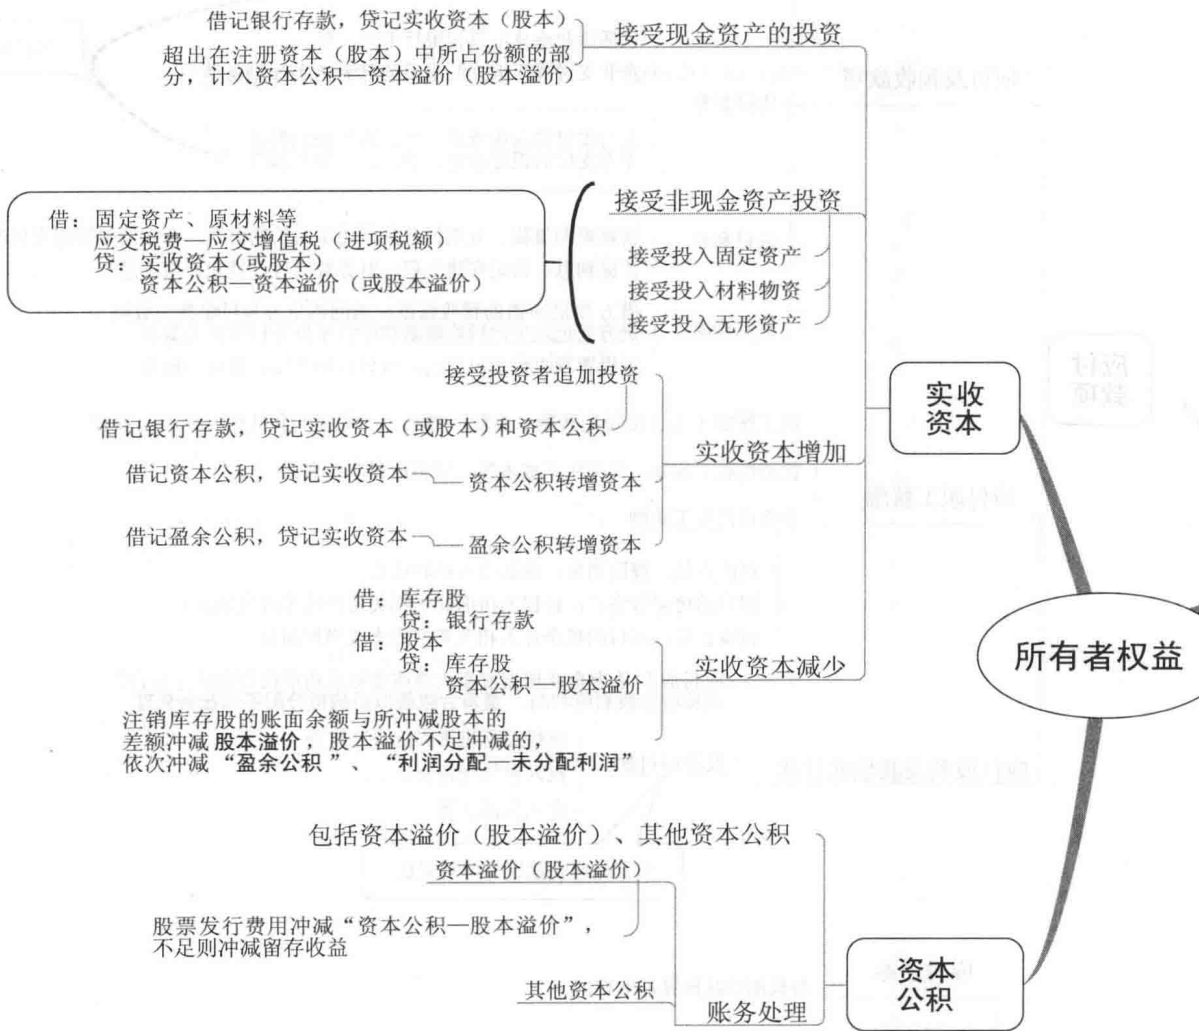 借记银行存款，贷记实收资本（股本）
超出在注册资本（股本）中所占份额的部
分，计入资本公积—资本溢价（股本溢价）
接受现金资产的投资
借：固定资产、原材料等
应交税费—应交增值税（进项税额）
贷：实收资本（或股本）
资本公积—资本溢价（或股本溢价）
接受非现金资产投资
接受投入固定资产
接受投入材料物资
接受投入无形资产
实收
资本
接受投资者追加投资
借记银行存款，贷记实收资本（或股本）和资本公积
实收资本增加
借记资本公积，贷记实收资本
资本公积转增资本
借记盈余公积，贷记实收资本
盈余公积转增资本
借：库存股
贷：银行存款
借：股本
贷：库存股
资本公积—股本溢价
实收资本减少
注销库存股的账面余额与所冲减股本的
差额冲减股本溢价，股本溢价不足冲减的，
依次冲减“盈余公积”、“利润分配—未分配利润”
所有者权益
包括资本溢价（股本溢价）、其他资本公积
资本溢价（股本溢价）
股票发行费用冲减“资本公积—股本溢价”，
不足则冲减留存收益
其他资本公积
账务处理
资本
公积
应付
款项